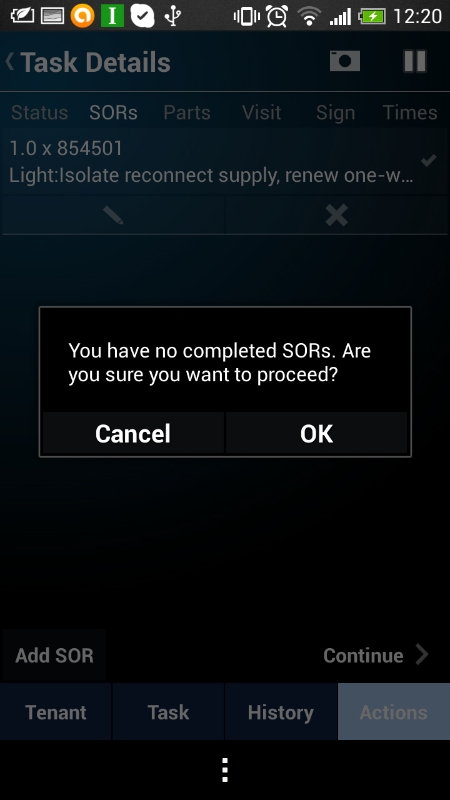 12:20
Task Details
Status SORs Parts Visit Sign Times
1.0 x 854501
Light:Isolate reconnect supply, renew one-w...
You have no completed SORs. Are
you sure you want to proceed?
Cancel OK
Add SOR Continue
Tenant Task History Actions